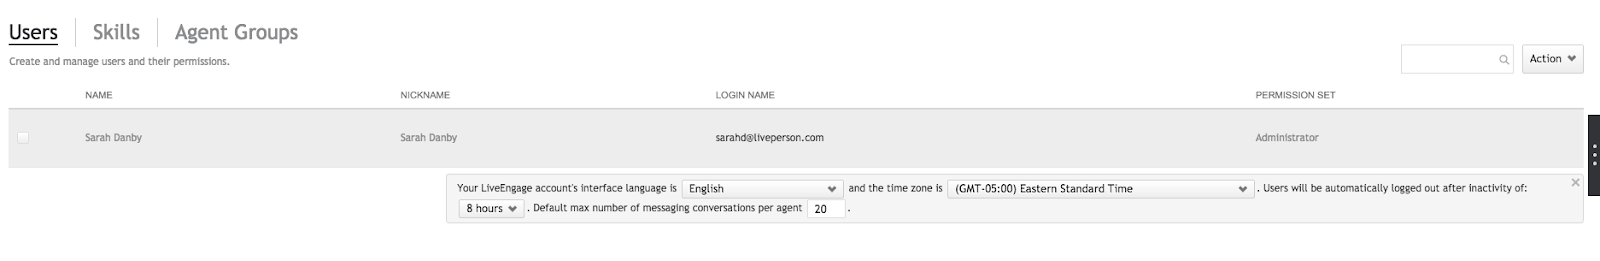 Users Skills Agent Groups
Create and manage users and their permissions.
Action
NAME NICKNAME LOGIN NAME PERMISSION SET
Sarah Danby Sarah Danby sarahd@liveperson.com Administrator
Your LiveEngage account's interface language is English and the time zone is (GMT-05:00) Eastern Standard Time . Users will be automatically logged out after inactivity of:
8 hours . Default max number of messaging conversations per agent 20 .